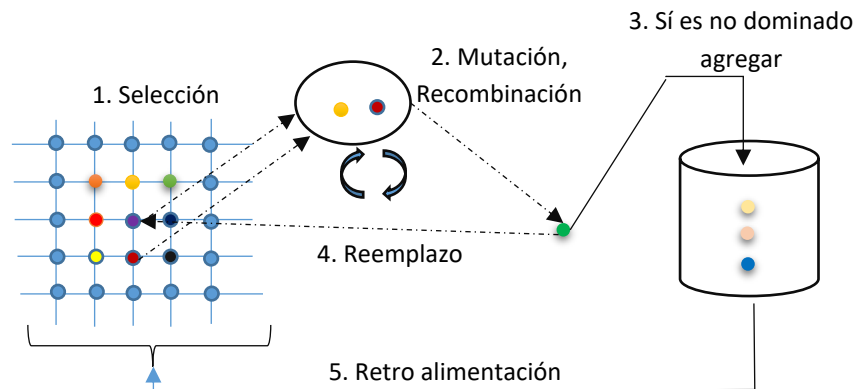 1. Selección
2. Mutación,
Recombinación
3. Sí es no dominado
agregar
4. Reemplazo
5. Retro alimentación